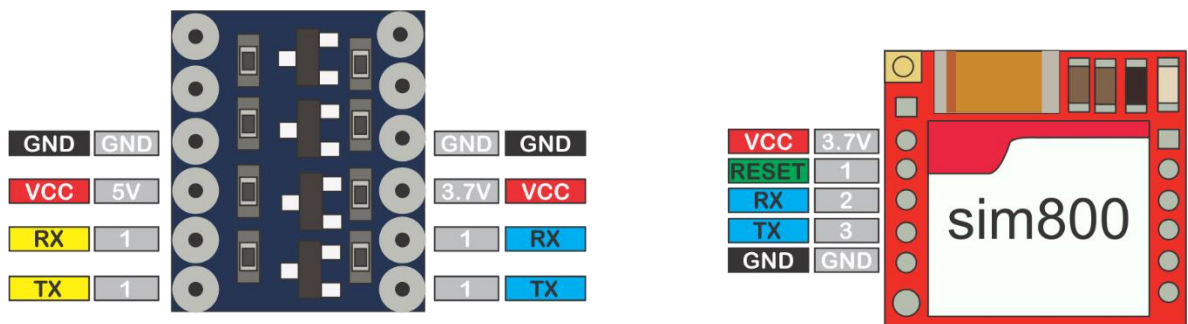 GND GND GND GND
VCC 5V 3.7V VCC
RX 1 1 RX
TX 1 1 TX
VCC 3.7V
RESET 1
RX 2
TX 3
GND GND
sim800